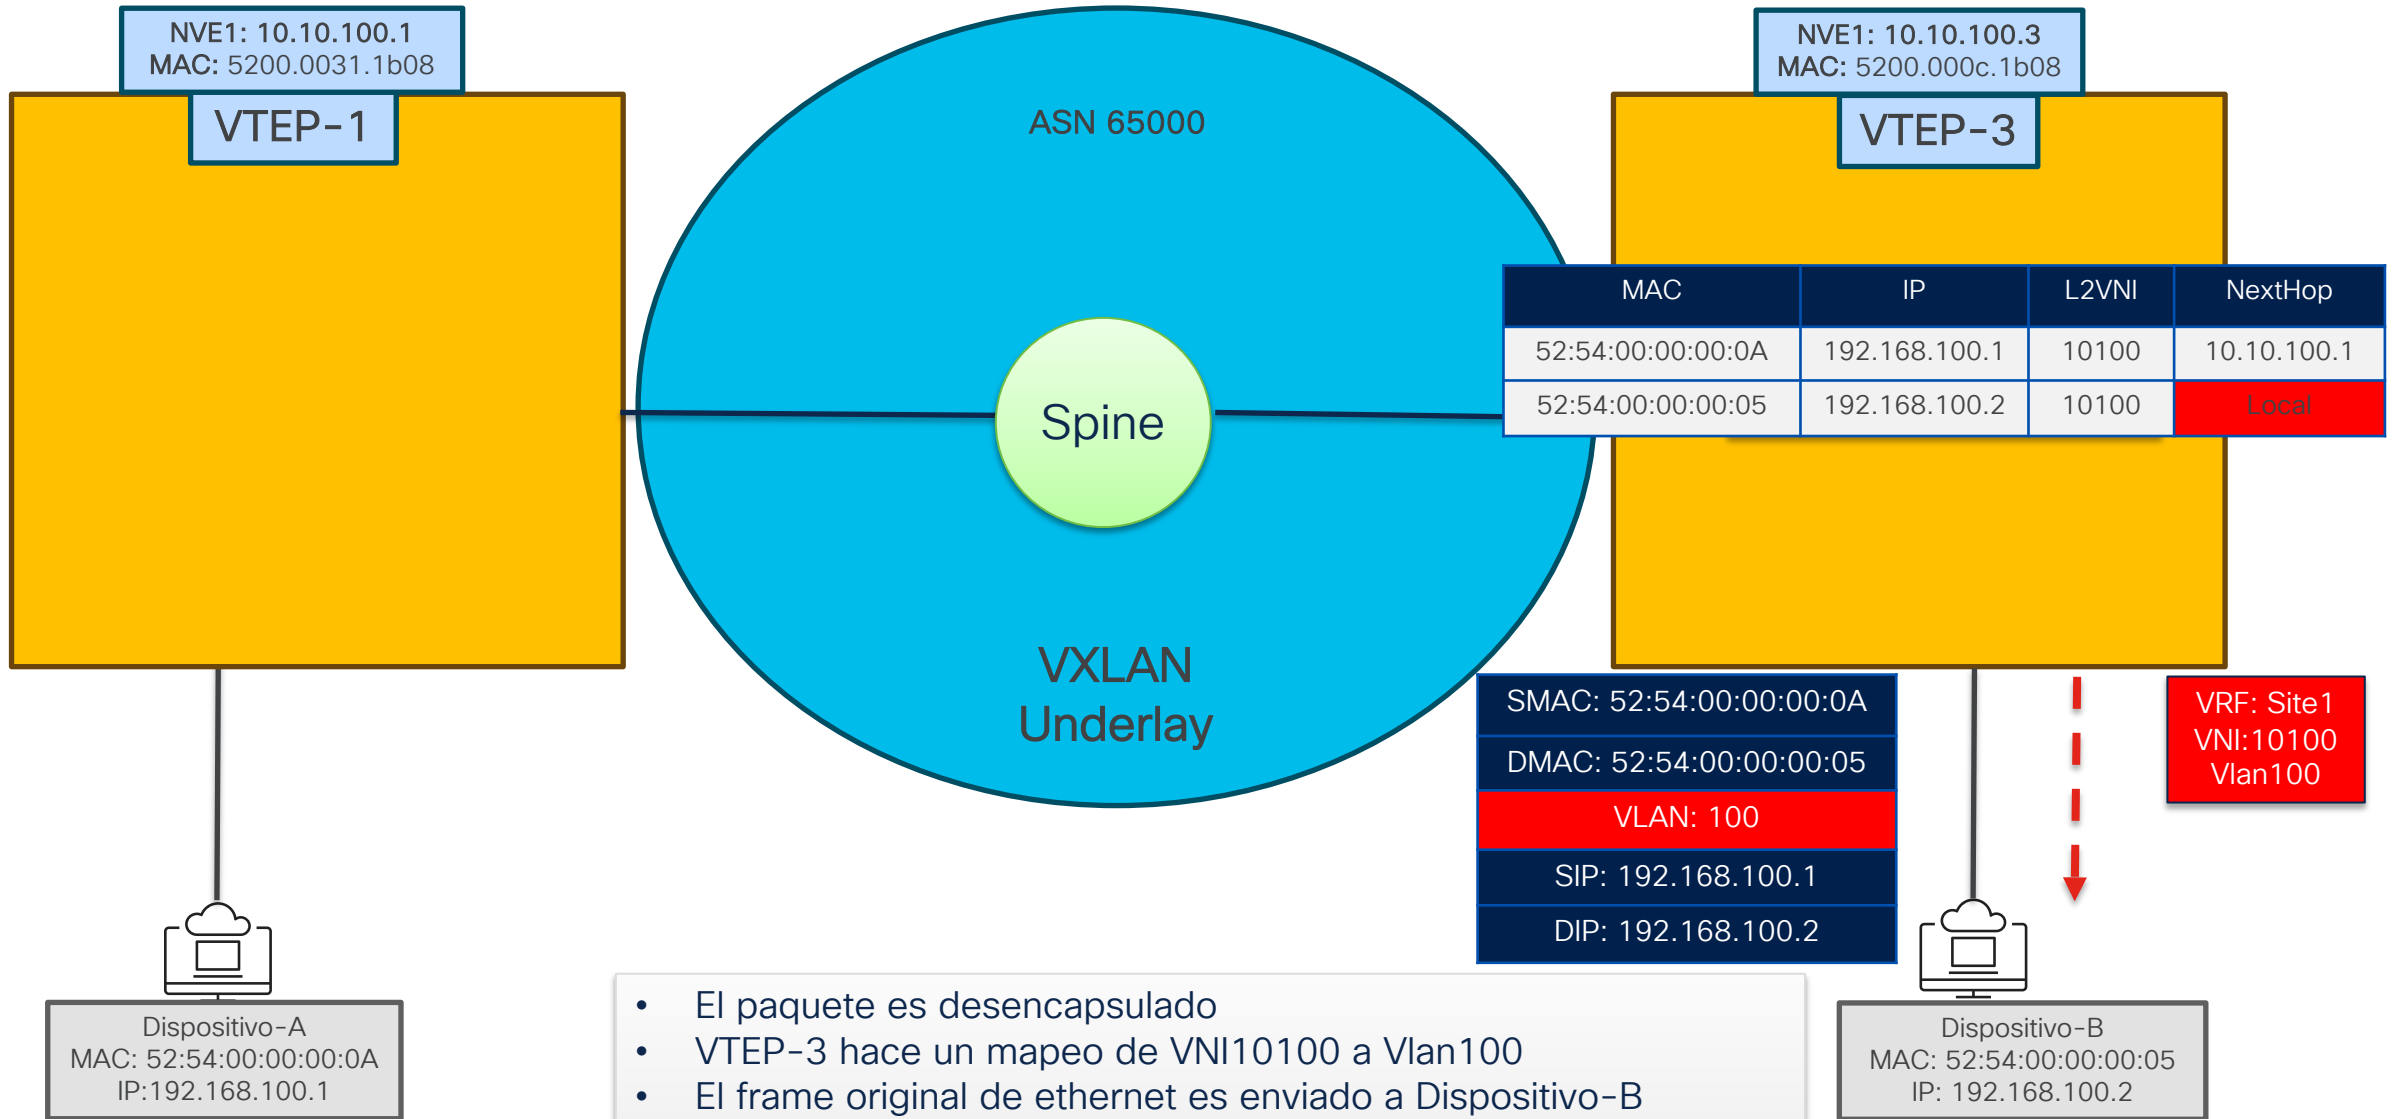 NVE1: 10.10.100.1
MAC: 5200.0031.1b08
VTEP-1
ASN 65000
NVE1: 10.10.100.3
MAC: 5200.000c.1b08
VTEP-3
MAC IP L2VNI NextHop
52:54:00:00:00:0A 192.168.100.1 10100 10.10.100.1
52:54:00:00:00:05 192.168.100.2 10100 Local
Spine
VXLAN
Underlay
SMAC: 52:54:00:00:00:0A
DMAC: 52:54:00:00:00:05
VLAN: 100
SIP: 192.168.100.1
DIP: 192.168.100.2
VRF: Site1
VNI:10100
Vlan100
Dispositivo-A
MAC: 52:54:00:00:00:0A
IP:192.168.100.1
• El paquete es desencapsulado
• VTEP-3 hace un mapeo de VNI10100 a Vlan100
• El frame original de ethernet es enviado a Dispositivo-B
Dispositivo-B
MAC: 52:54:00:00:00:05
IP: 192.168.100.2